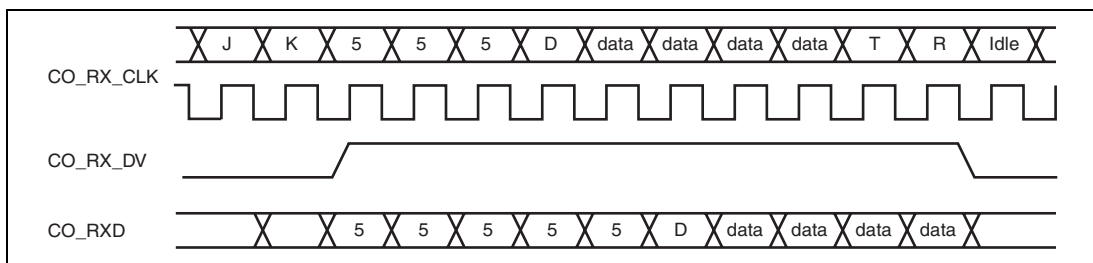 J K 5 5 5 D data data data data T R Idle
CO_RX_CLK
CO_RX_DV
CO_RXD 5 5 5 5 5 D data data data data